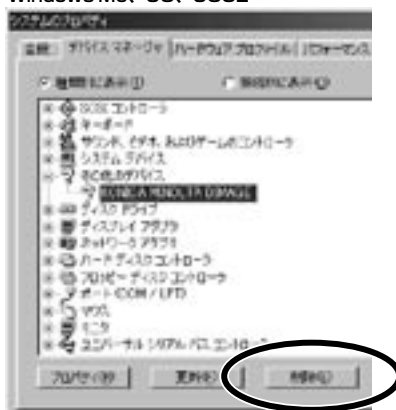 システムのプロパティ
全般 デバイス マネージャ ハードウェア プロファイル パフォーマンス
種類別に表示(T) 接続別に表示(C)
SCSI コントローラ
キーボード
サウンド、ビデオ、およびゲームのコントローラ
システム デバイス
その他のデバイス
KONICA MINOLTA DIMAGE
ディスク ドライブ
ディスプレイ アダプタ
ネットワーク アダプタ
ハード ディスク コントローラ
フロッピー ディスク コントローラ
ポート (COM / LPT)
マウス
モニタ
ユニバーサル シリアル バス コントローラ
プロパティ(R) 更新(F) 削除(E)